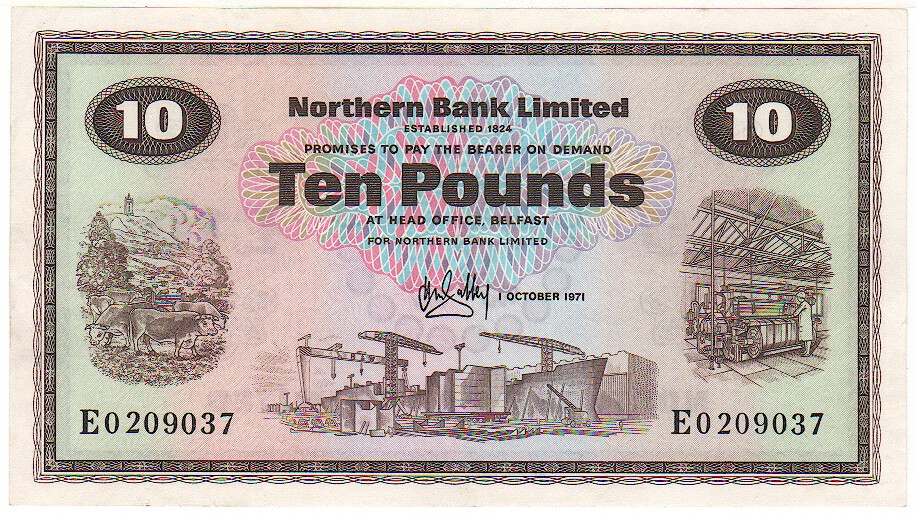 10
Northern Bank Limited
10
ESTABLISHED 1824
PROMISES TO PAY THE BEARER ON DEMAND
Ten Pounds
AT HEAD OFFICE, BELFAST
FOR NORTHERN BANK LIMITED
1 OCTOBER 1971
E0209037
E0209037